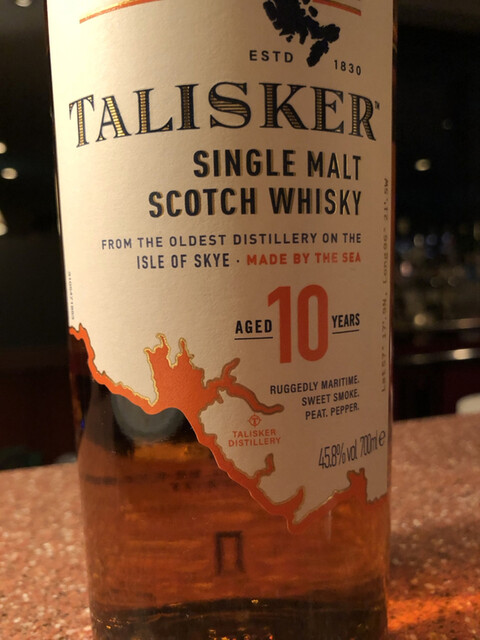 ESTD 1830
TALISKER™
SINGLE MALT
SCOTCH WHISKY
FROM THE OLDEST DISTILLERY ON THE
ISLE OF SKYE · MADE BY THE SEA
AGED 10 YEARS
RUGGEDLY MARITIME.
SWEET SMOKE.
PEAT. PEPPER.
TALISKER
DISTILLERY
45.8% vol 700ml e